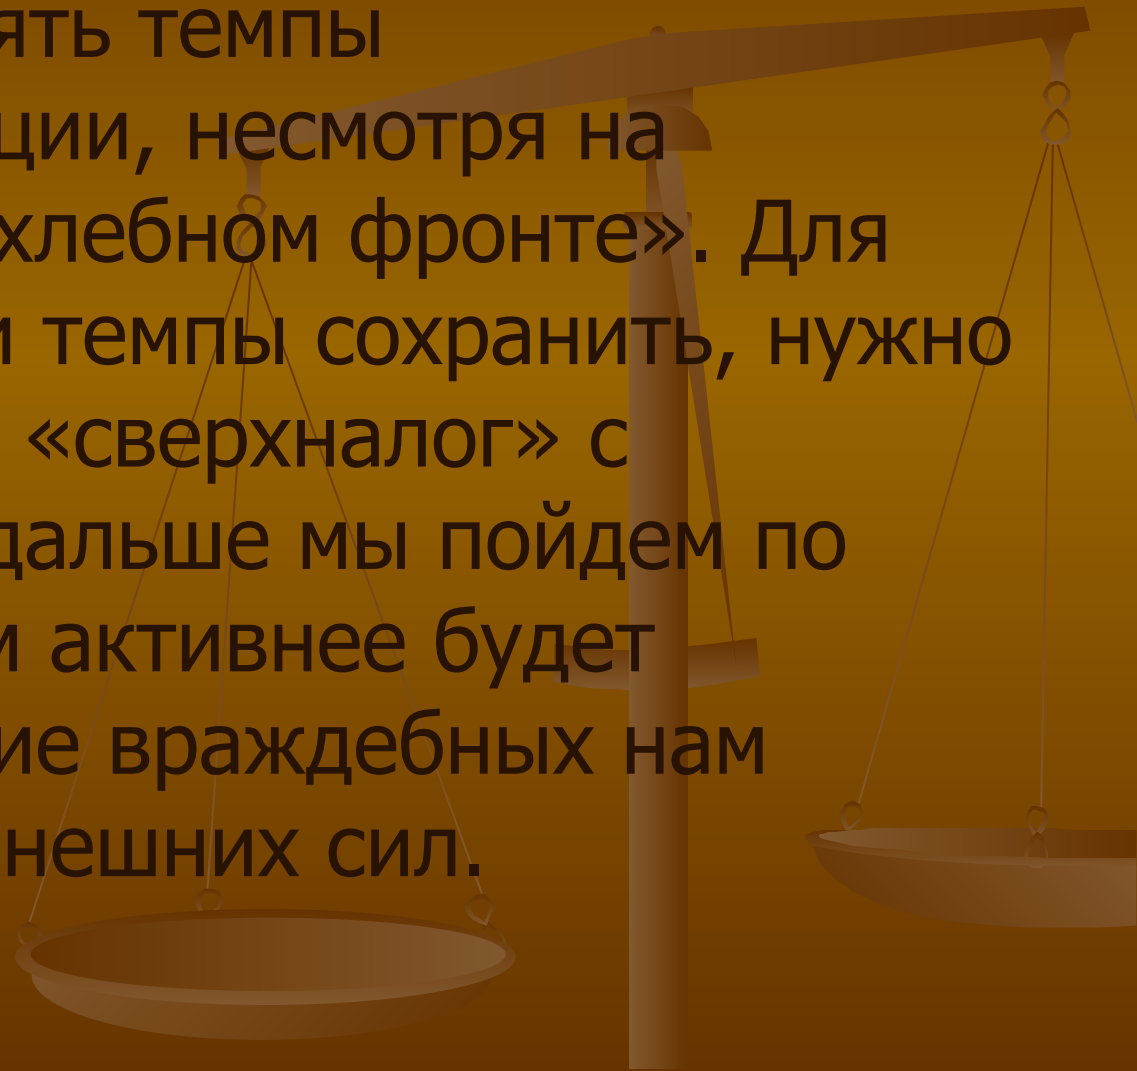 ять темпы
ции, несмотря на
хлебном фронте». Для
и темпы сохранить, нужно
«сверхналог» с
дальше мы пойдем по
м активнее будет
ие враждебных нам
нешних сил.